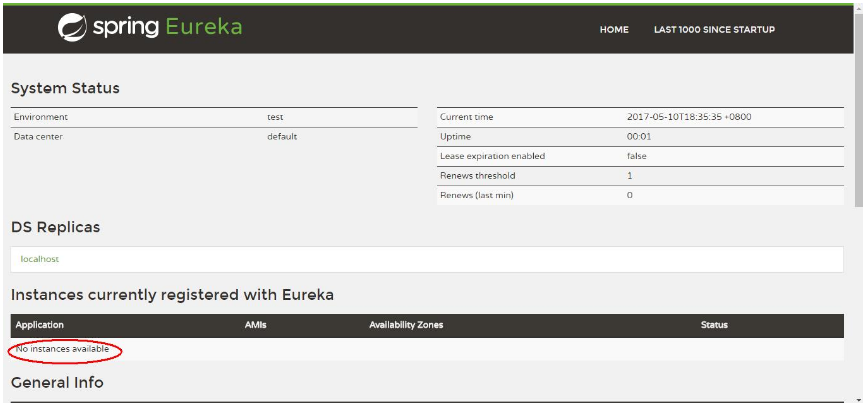 spring Eureka
HOME LAST 1000 SINCE STARTUP
System Status
Environment test
Data center default
Current time 2017-05-10T18:35:35 +0800
Uptime 00:01
Lease expiration enabled false
Renews threshold 1
Renews (last min) 0
DS Replicas
localhost
Instances currently registered with Eureka
Application AMIs Availability Zones Status
No instances available
General Info